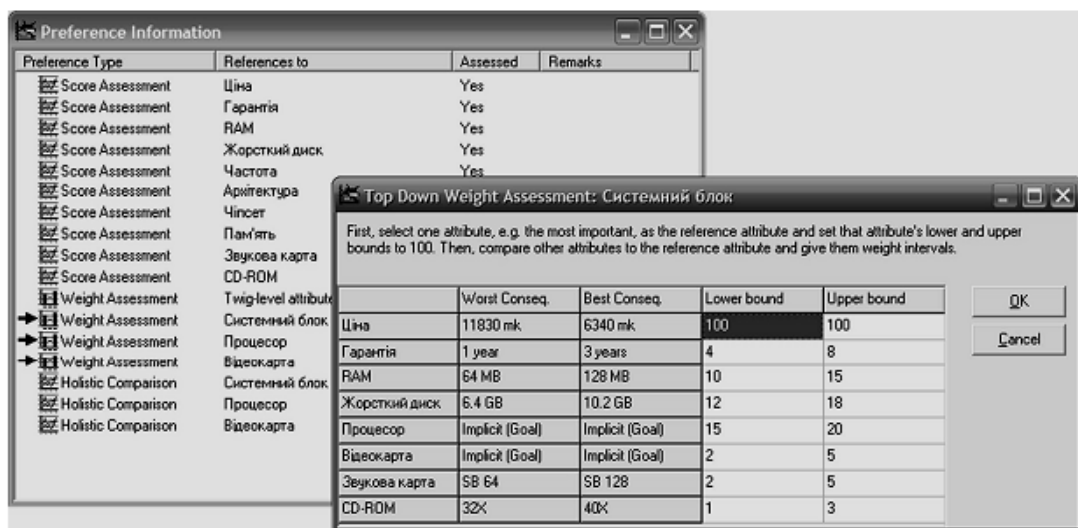 Preference Information
Preference Type References to Assessed Remarks
Score Assessment Ціна Yes
Score Assessment Гарантія Yes
Score Assessment RAM Yes
Score Assessment Жорсткий диск Yes
Score Assessment Частота Yes
Score Assessment Архітектура
Score Assessment Чіпсет
Score Assessment Пам'ять
Score Assessment Звукова карта
Score Assessment CD-ROM
Weight Assessment Twig-level attribute
Weight Assessment Системний блок
Weight Assessment Процесор
Weight Assessment Відеокарта
Holistic Comparison Системний блок
Holistic Comparison Процесор
Holistic Comparison Відеокарта
Top Down Weight Assessment: Системний блок
First, select one attribute, e.g. the most important, as the reference attribute and set that attribute's lower and upper
bounds to 100. Then, compare other attributes to the reference attribute and give them weight intervals.
Worst Conseq. Best Conseq. Lower bound Upper bound
Ціна 11830 mk 6340 mk 100 100
Гарантія 1 year 3 years 4 8
RAM 64 MB 128 MB 10 15
Жорсткий диск 6.4 GB 10.2 GB 12 18
Процесор Implicit (Goal) Implicit (Goal) 15 20
Відеокарта Implicit (Goal) Implicit (Goal) 2 5
Звукова карта SB 64 SB 128 2 5
CD-ROM 32X 40X 1 3
OK
Cancel